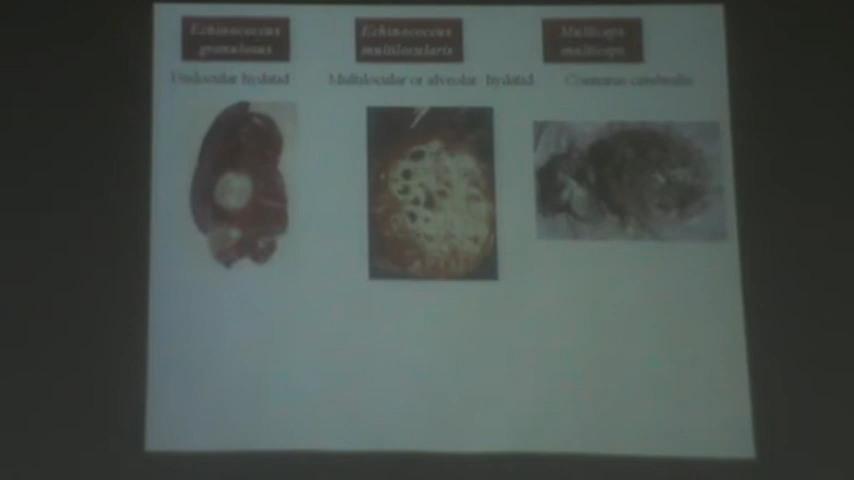 Echinococcus
granulosus
Echinococcus
multilocularis
Multiceps
multiceps
Unilocular hydatid
Multilocular or alveolar hydatid
Coenurus cerebralis